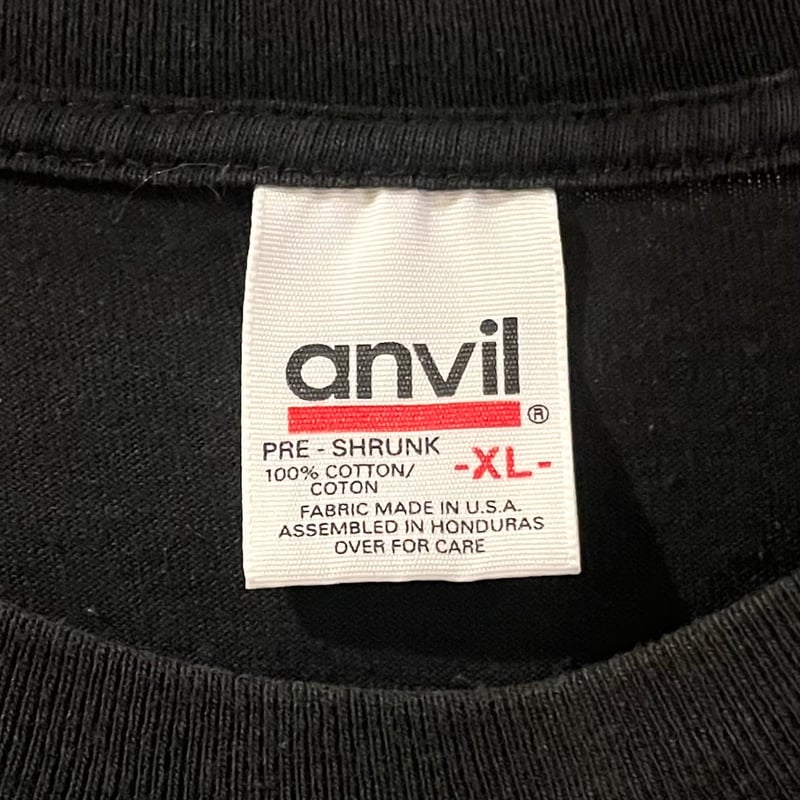 anvil
®
PRE - SHRUNK
100% COTTON/
COTON
-XL-
FABRIC MADE IN U.S.A.
ASSEMBLED IN HONDURAS
OVER FOR CARE